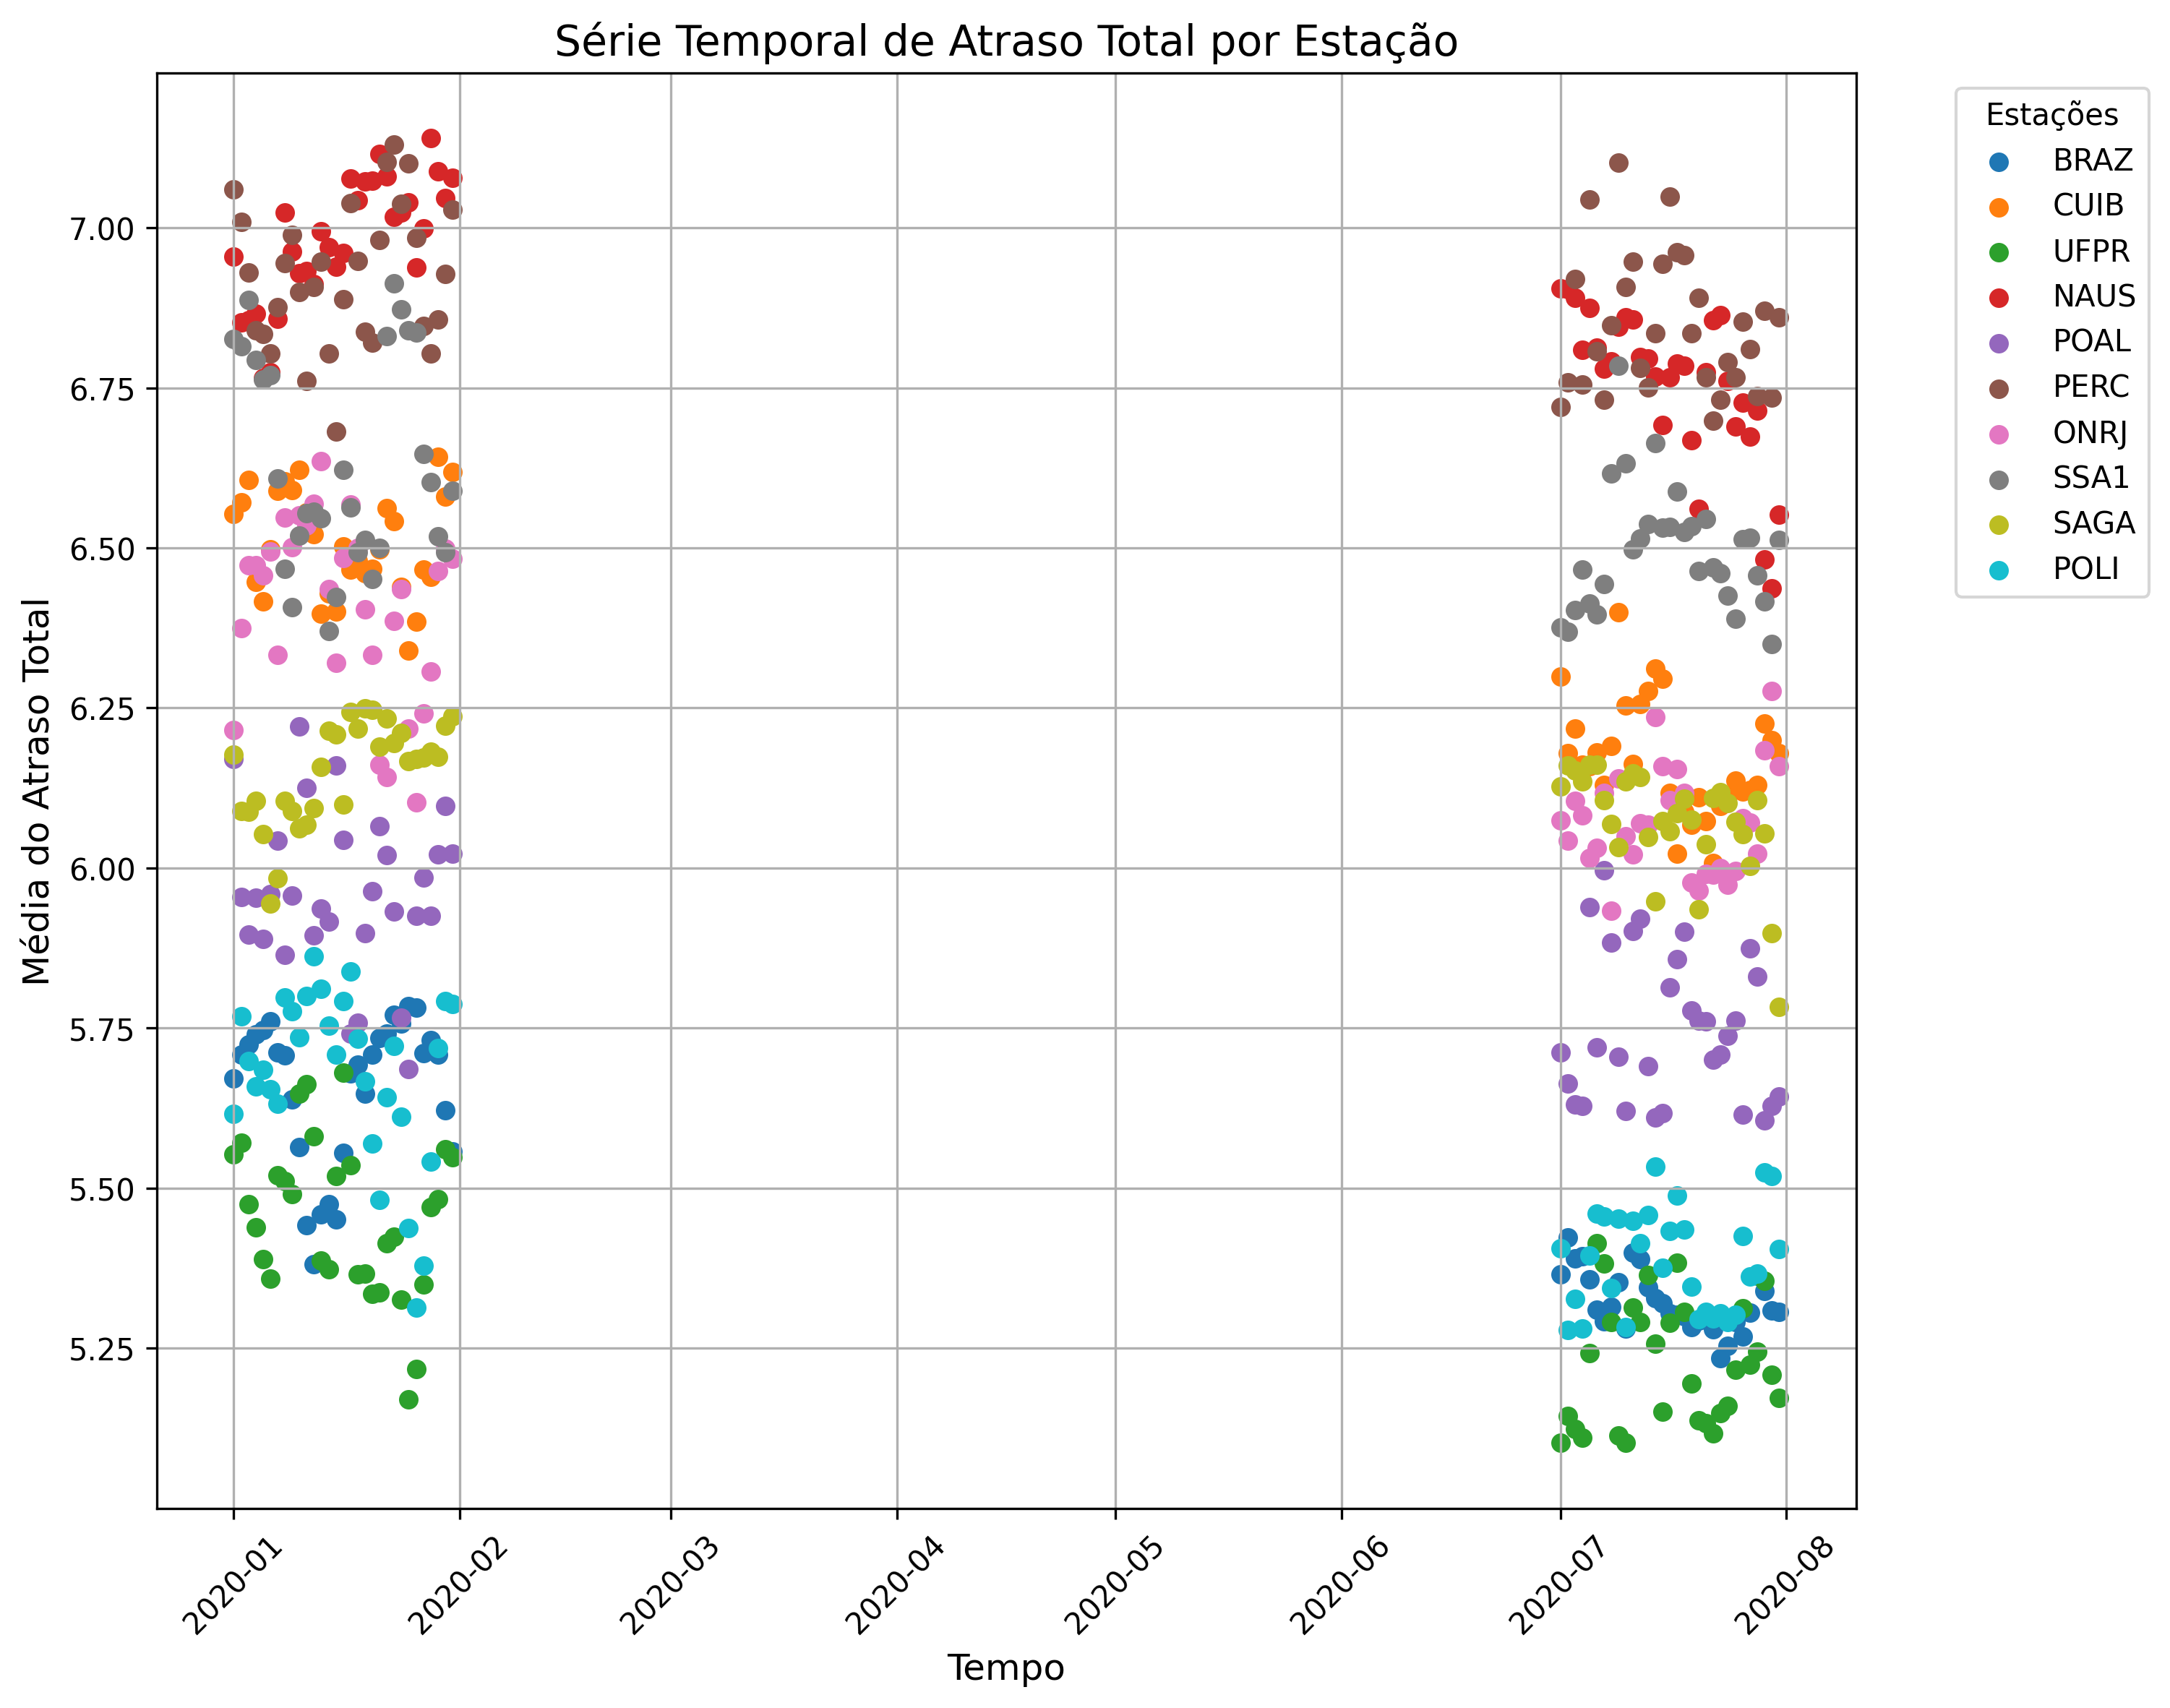 Série Temporal de Atraso Total por Estação
Estações
BRAZ
CUIB
UFPR
NAUS
POAL
PERC
ONRJ
SSA1
SAGA
POLI
Média do Atraso Total
7.00
6.75
6.50
6.25
6.00
5.75
5.50
5.25
2020-01
2020-02
2020-03
2020-04
2020-05
2020-06
2020-07
2020-08
Tempo